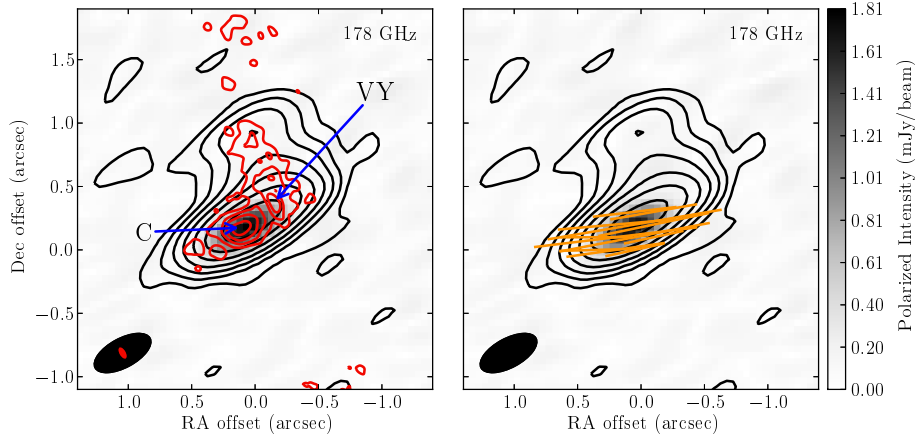 178 GHz
VY
C
1.5
1.0
0.5
0.0
−0.5
−1.0
Dec offset (arcsec)
1.0 0.5 0.0 −0.5 −1.0
RA offset (arcsec)
178 GHz
1.0 0.5 0.0 −0.5 −1.0
RA offset (arcsec)
1.81
1.61
1.41
1.21
1.01
0.81
0.61
0.40
0.20
0.00
Polarized Intensity (mJy/beam)